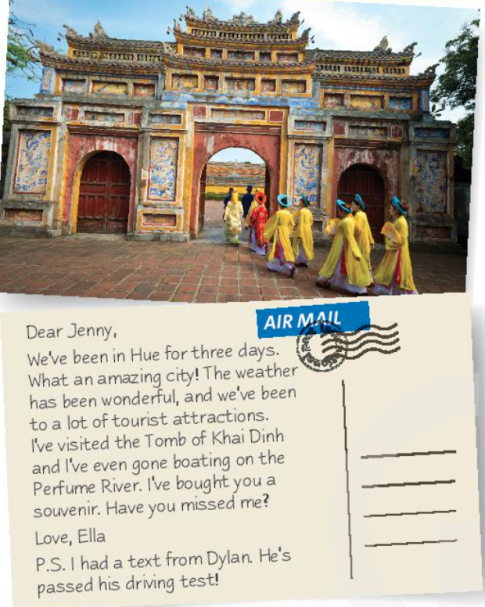 AIR MAIL
Dear Jenny,
We've been in Hue for three days.
What an amazing city! The weather
has been wonderful, and we've been
to a lot of tourist attractions.
I've visited the Tomb of Khai Dinh
and I've even gone boating on the
Perfume River. I've bought you a
souvenir. Have you missed me?
Love, Ella
P.S. I had a text from Dylan. He's
passed his driving test!